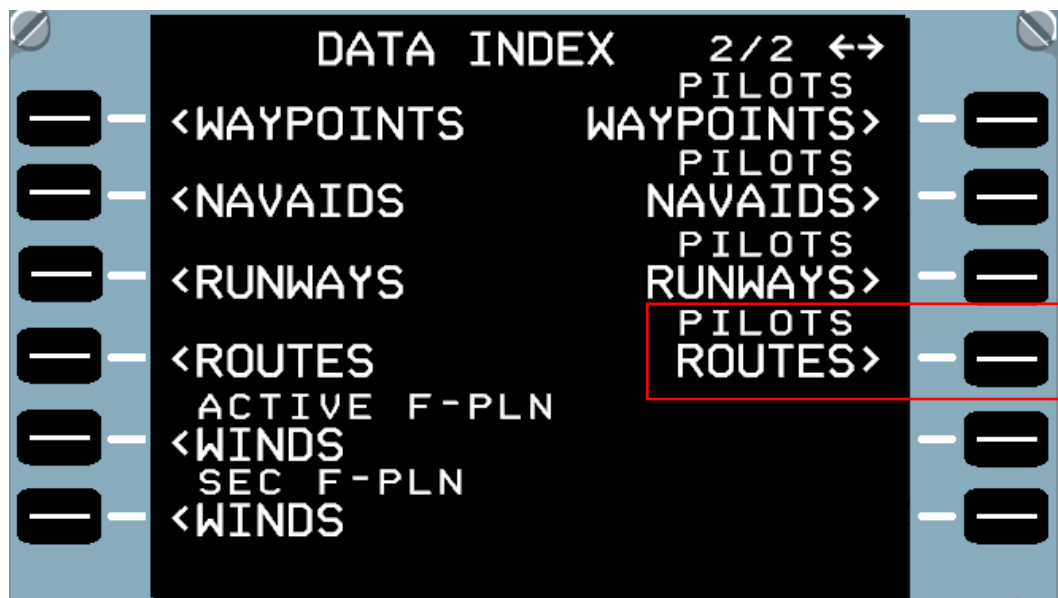 DATA INDEX 2/2 ←→
PILOTS
<WAYPOINTS WAYPOINTS>
PILOTS
<NAVAIDS NAVAIDS>
PILOTS
<RUNWAYS RUNWAYS>
PILOTS
<ROUTES ROUTES>
ACTIVE F-PLN
<WINDS
SEC F-PLN
<WINDS